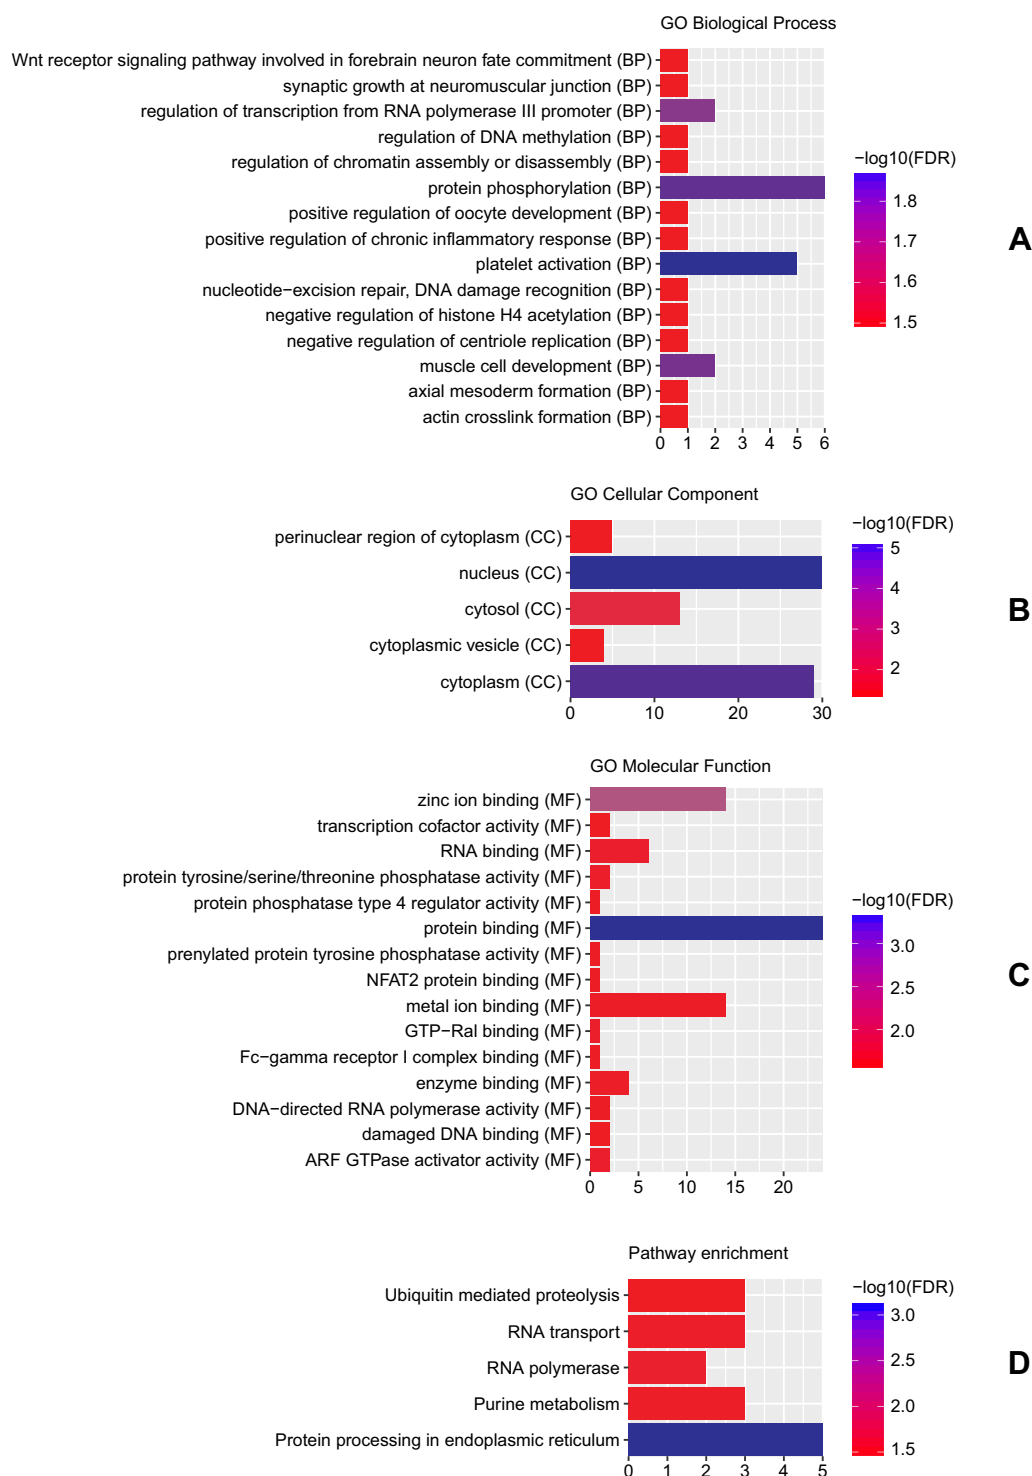 GO Biological Process
Wnt receptor signaling pathway involved in forebrain neuron fate commitment (BP)
synaptic growth at neuromuscular junction (BP)
regulation of transcription from RNA polymerase III promoter (BP)
regulation of DNA methylation (BP)
regulation of chromatin assembly or disassembly (BP)
protein phosphorylation (BP)
positive regulation of oocyte development (BP)
positive regulation of chronic inflammatory response (BP)
platelet activation (BP)
nucleotide−excision repair, DNA damage recognition (BP)
negative regulation of histone H4 acetylation (BP)
negative regulation of centriole replication (BP)
muscle cell development (BP)
axial mesoderm formation (BP)
actin crosslink formation (BP)
0 1 2 3 4 5 6
−log10(FDR)
1.8
1.7
1.6
1.5
A
GO Cellular Component
perinuclear region of cytoplasm (CC)
nucleus (CC)
cytosol (CC)
cytoplasmic vesicle (CC)
cytoplasm (CC)
0 10 20 30
−log10(FDR)
5
4
3
2
B
GO Molecular Function
zinc ion binding (MF)
transcription cofactor activity (MF)
RNA binding (MF)
protein tyrosine/serine/threonine phosphatase activity (MF)
protein phosphatase type 4 regulator activity (MF)
protein binding (MF)
prenylated protein tyrosine phosphatase activity (MF)
NFAT2 protein binding (MF)
metal ion binding (MF)
GTP−Ral binding (MF)
Fc−gamma receptor I complex binding (MF)
enzyme binding (MF)
DNA−directed RNA polymerase activity (MF)
damaged DNA binding (MF)
ARF GTPase activator activity (MF)
0 5 10 15 20
−log10(FDR)
3.0
2.5
2.0
C
Pathway enrichment
Ubiquitin mediated proteolysis
RNA transport
RNA polymerase
Purine metabolism
Protein processing in endoplasmic reticulum
0 1 2 3 4 5
−log10(FDR)
3.0
2.5
2.0
1.5
D